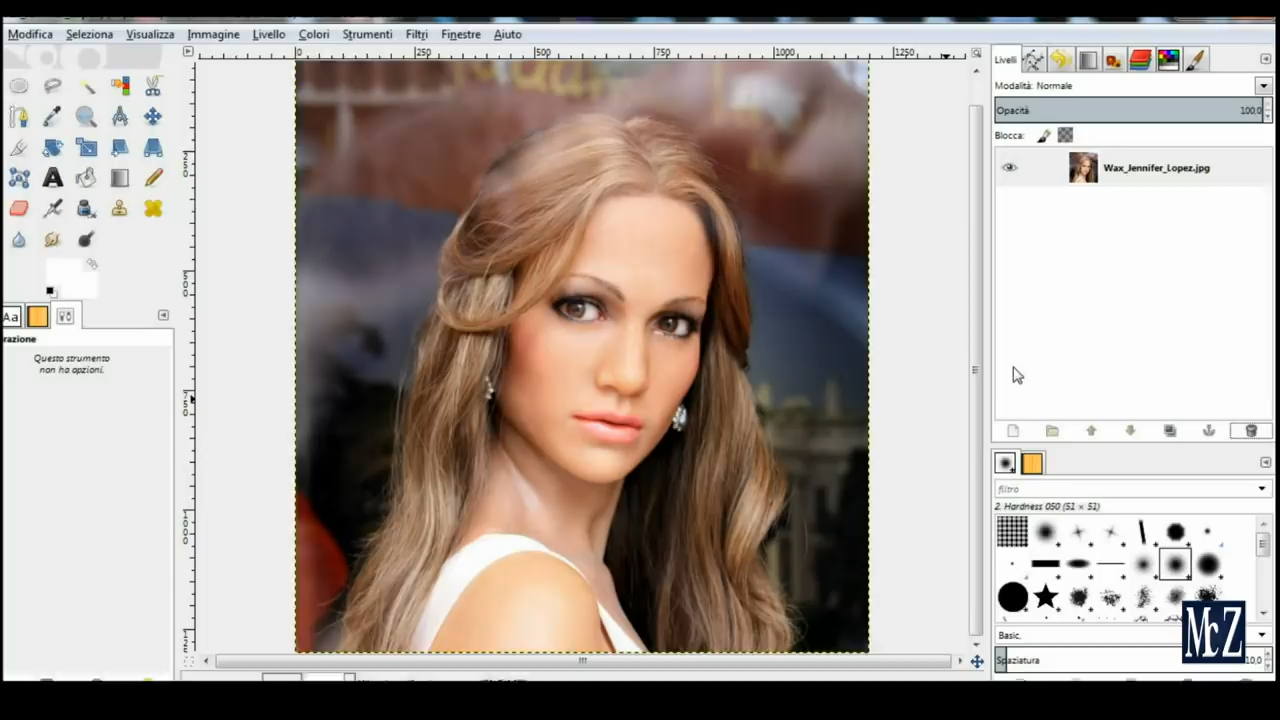 Modifica Seleziona Visualizza Immagine Livello Colori Strumenti Filtri Finestre Aiuto
0 250 500 750 1000 1250
Livelli
Modalità: Normale
Opacità 100,0
Blocca:
Wax_Jennifer_Lopez.jpg
Aa
razione
Questo strumento
non ha opzioni.
filtro
2. Hardness 050 (51 × 51)
Basic,
Spaziatura 10,0
McZ